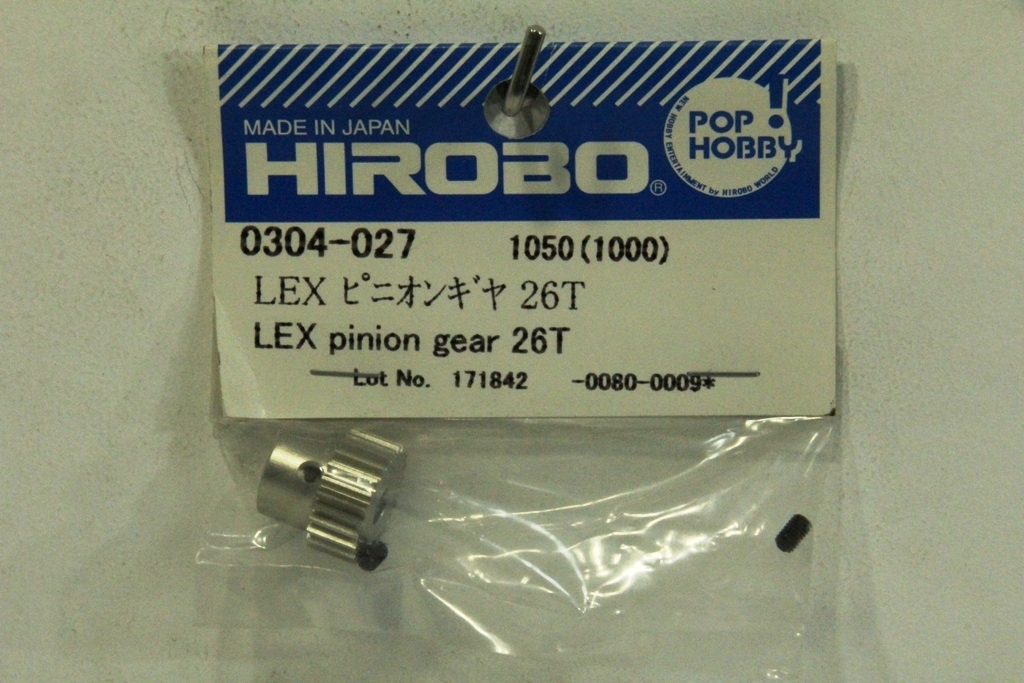 MADE IN JAPAN
HIROBO®
POP!
HOBBY
NEW HOBBY ENTERTAINMENT by HIROBO WORLD
0304-027 1050(1000)
LEX ピニオンギヤ 26T
LEX pinion gear 26T
Lot No. 171842 -0080-0009*